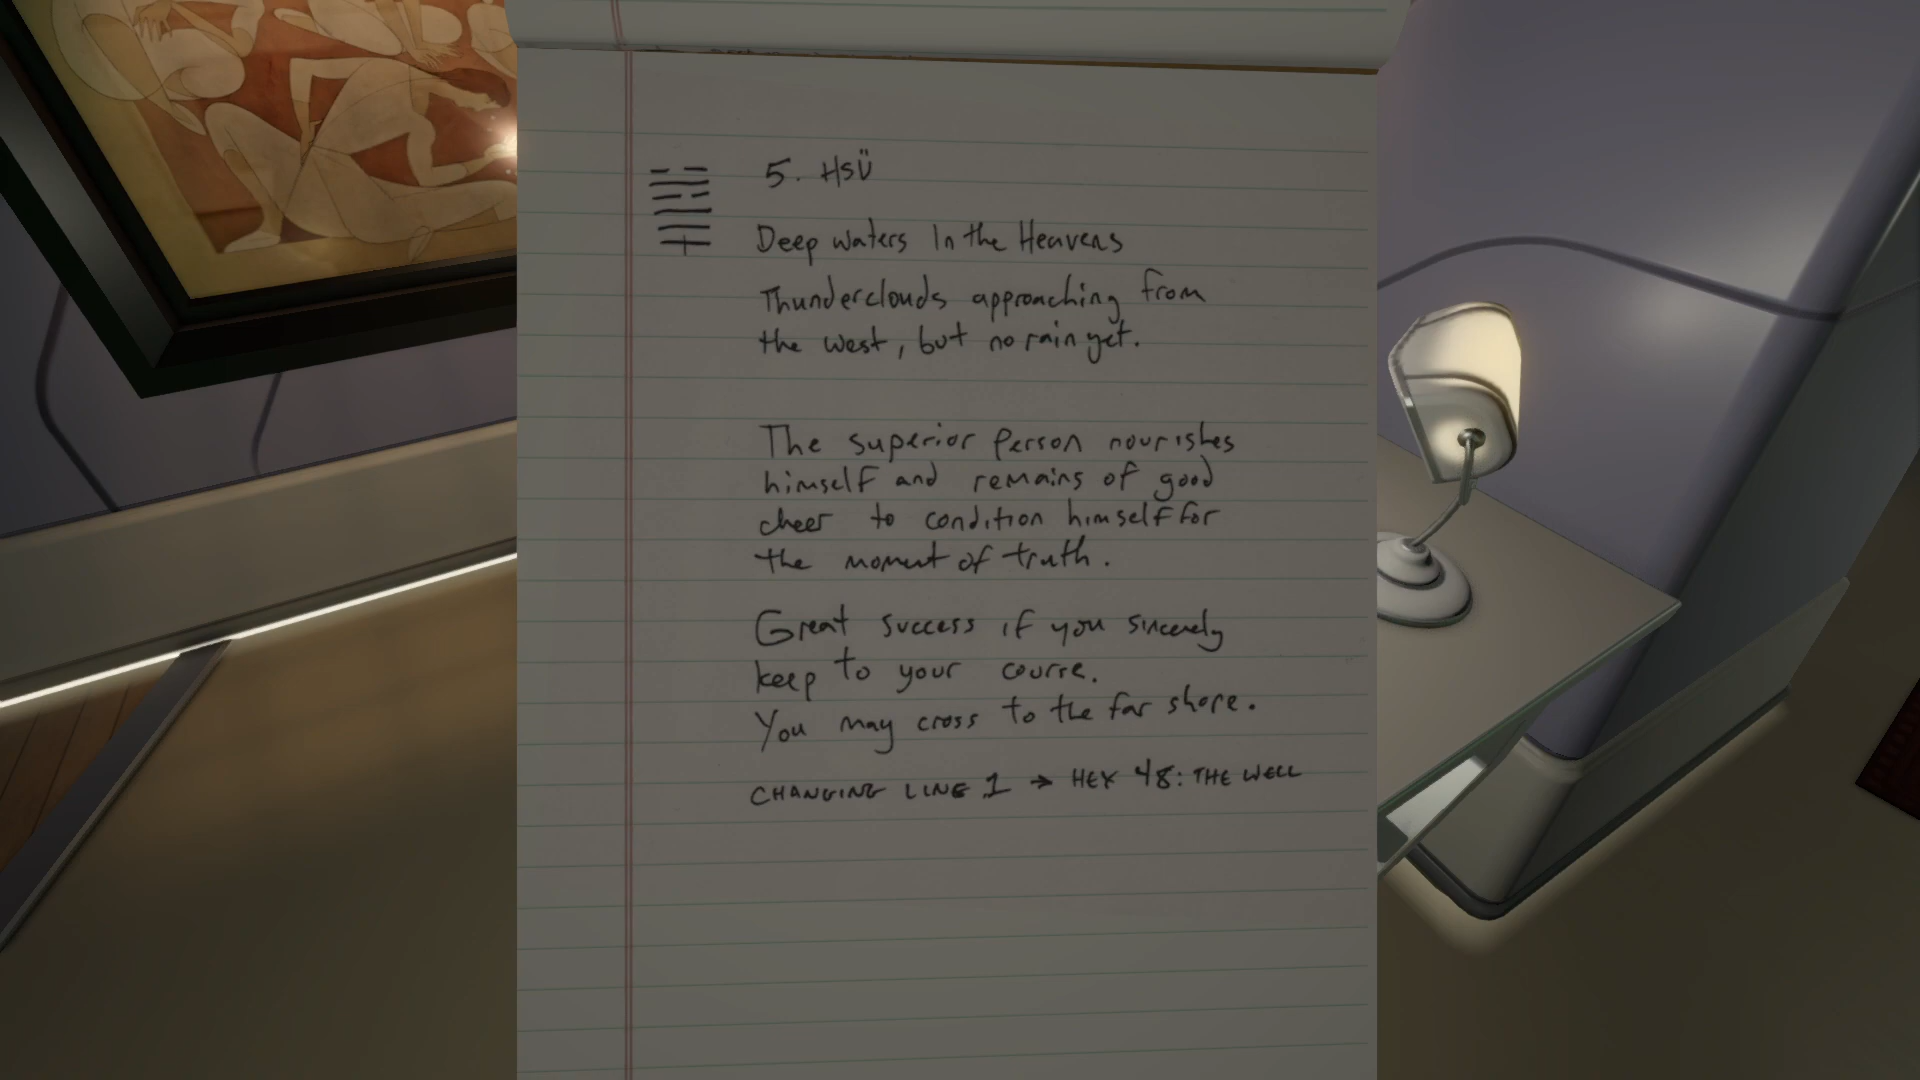 5. HSÜ
Deep waters In the Heavens
Thunderclouds approaching from
the west, but no rain yet.
The superior person nourishes
himself and remains of good
cheer to condition himself for
the moment of truth.
Great success if you sincerely
keep to your course.
You may cross to the far shore.
CHANGING LINE 1 → HEX 48: THE WELL